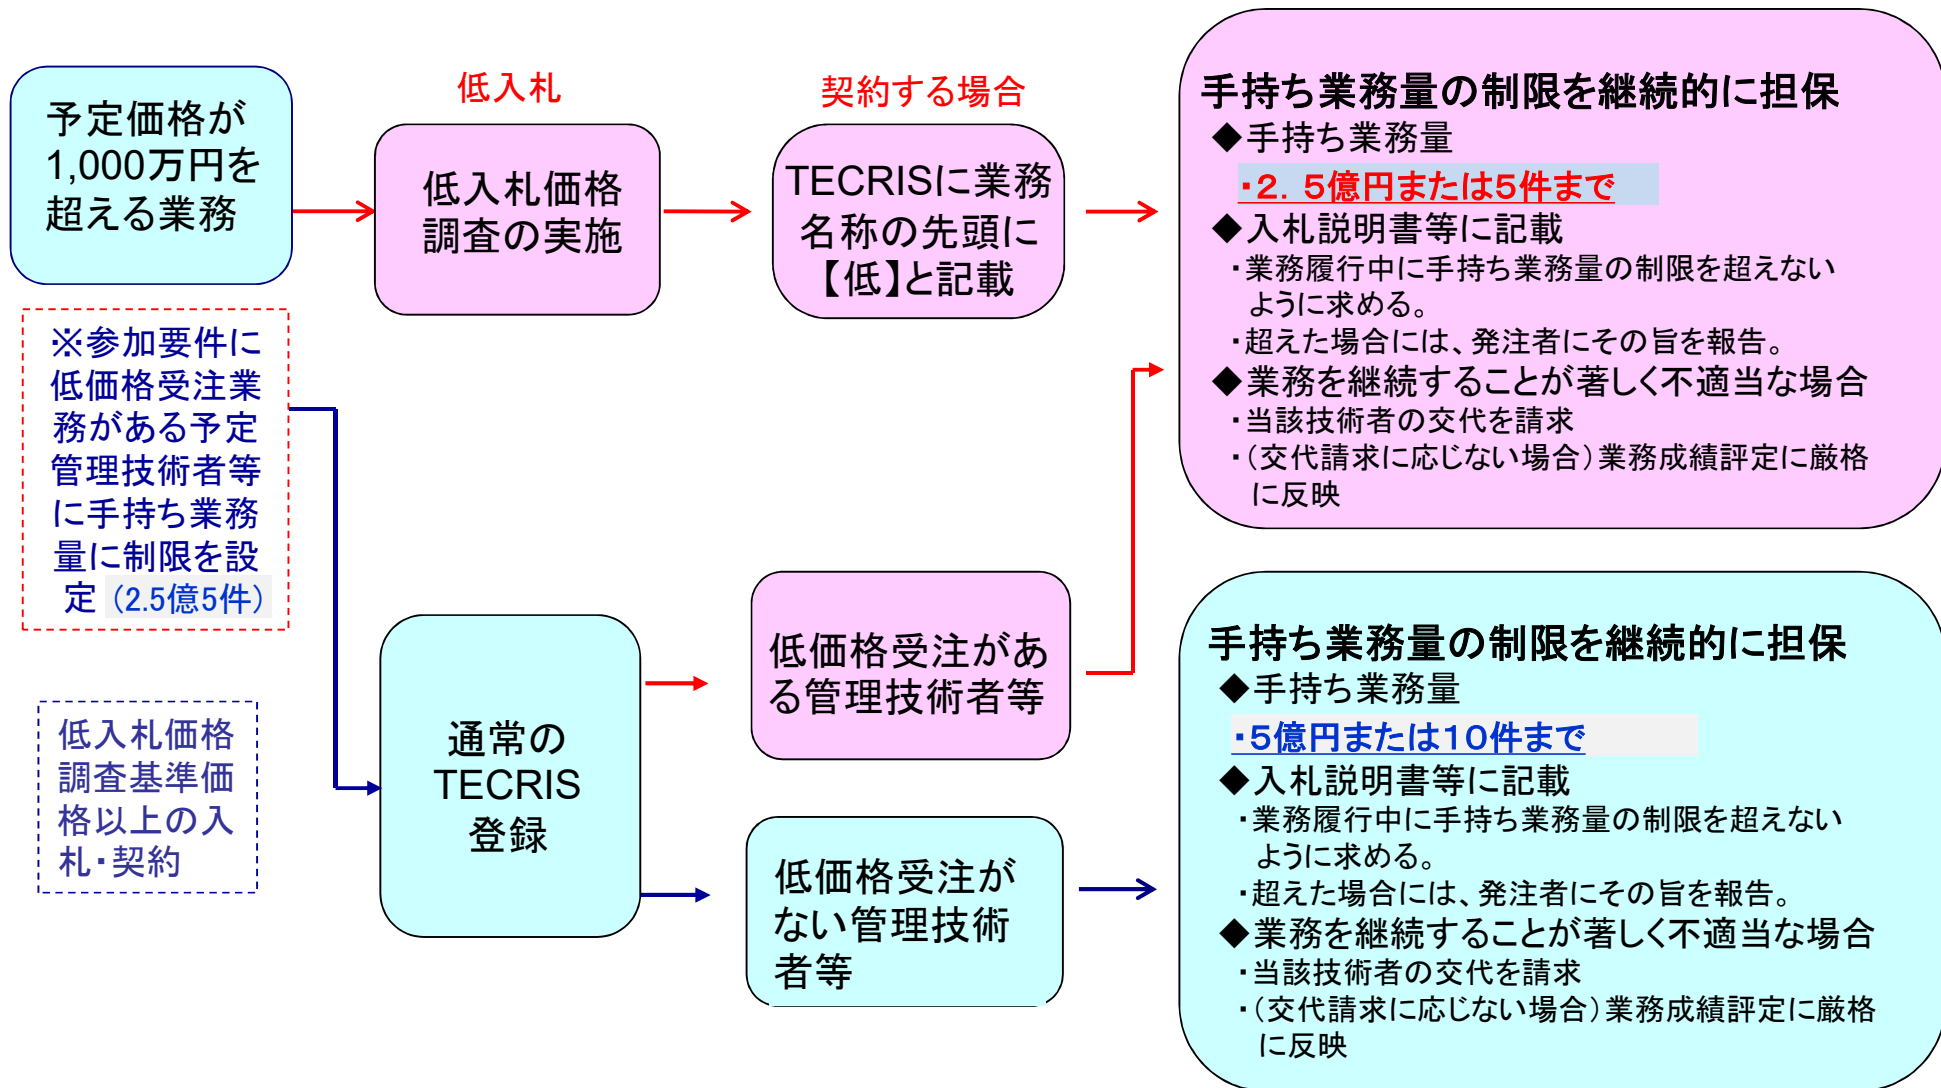 予定価格が
1,000万円を
超える業務
※参加要件に
低価格受注業
務がある予定
管理技術者等
に手持ち業務
量に制限を設
定(2.5億5件)
低入札価格
調査基準価
格以上の入
札・契約
低入札
低入札価格
調査の実施
契約する場合
TECRISに業務
名称の先頭に
【低】と記載
通常の
TECRIS
登録
低価格受注があ
る管理技術者等
低価格受注が
ない管理技術
者等
手持ち業務量の制限を継続的に担保
◆手持ち業務量
・2．5億円または5件まで
◆入札説明書等に記載
・業務履行中に手持ち業務量の制限を超えない
ように求める。
・超えた場合には、発注者にその旨を報告。
◆業務を継続することが著しく不適当な場合
・当該技術者の交代を請求
・（交代請求に応じない場合）業務成績評定に厳格
に反映
手持ち業務量の制限を継続的に担保
◆手持ち業務量
・5億円または10件まで
◆入札説明書等に記載
・業務履行中に手持ち業務量の制限を超えない
ように求める。
・超えた場合には、発注者にその旨を報告。
◆業務を継続することが著しく不適当な場合
・当該技術者の交代を請求
・（交代請求に応じない場合）業務成績評定に厳格
に反映